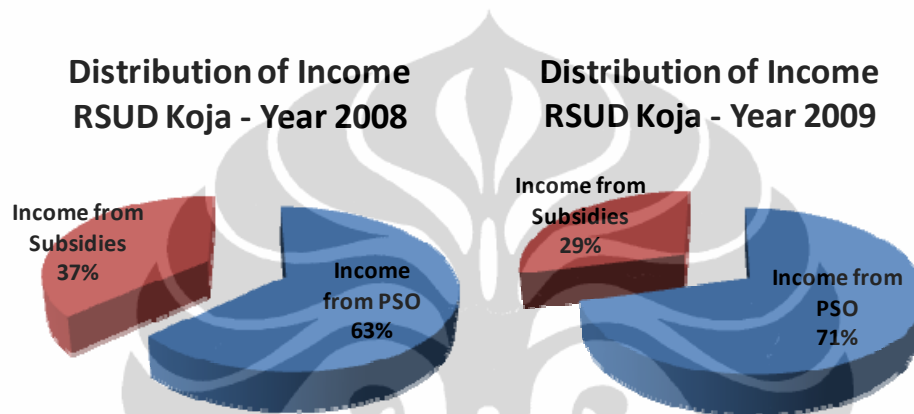 Distribution of Income
RSUD Koja - Year 2008
Income from
Subsidies
37%
Income
from PSO
63%
Distribution of Income
RSUD Koja - Year 2009
Income from
Subsidies
29%
Income from
PSO
71%